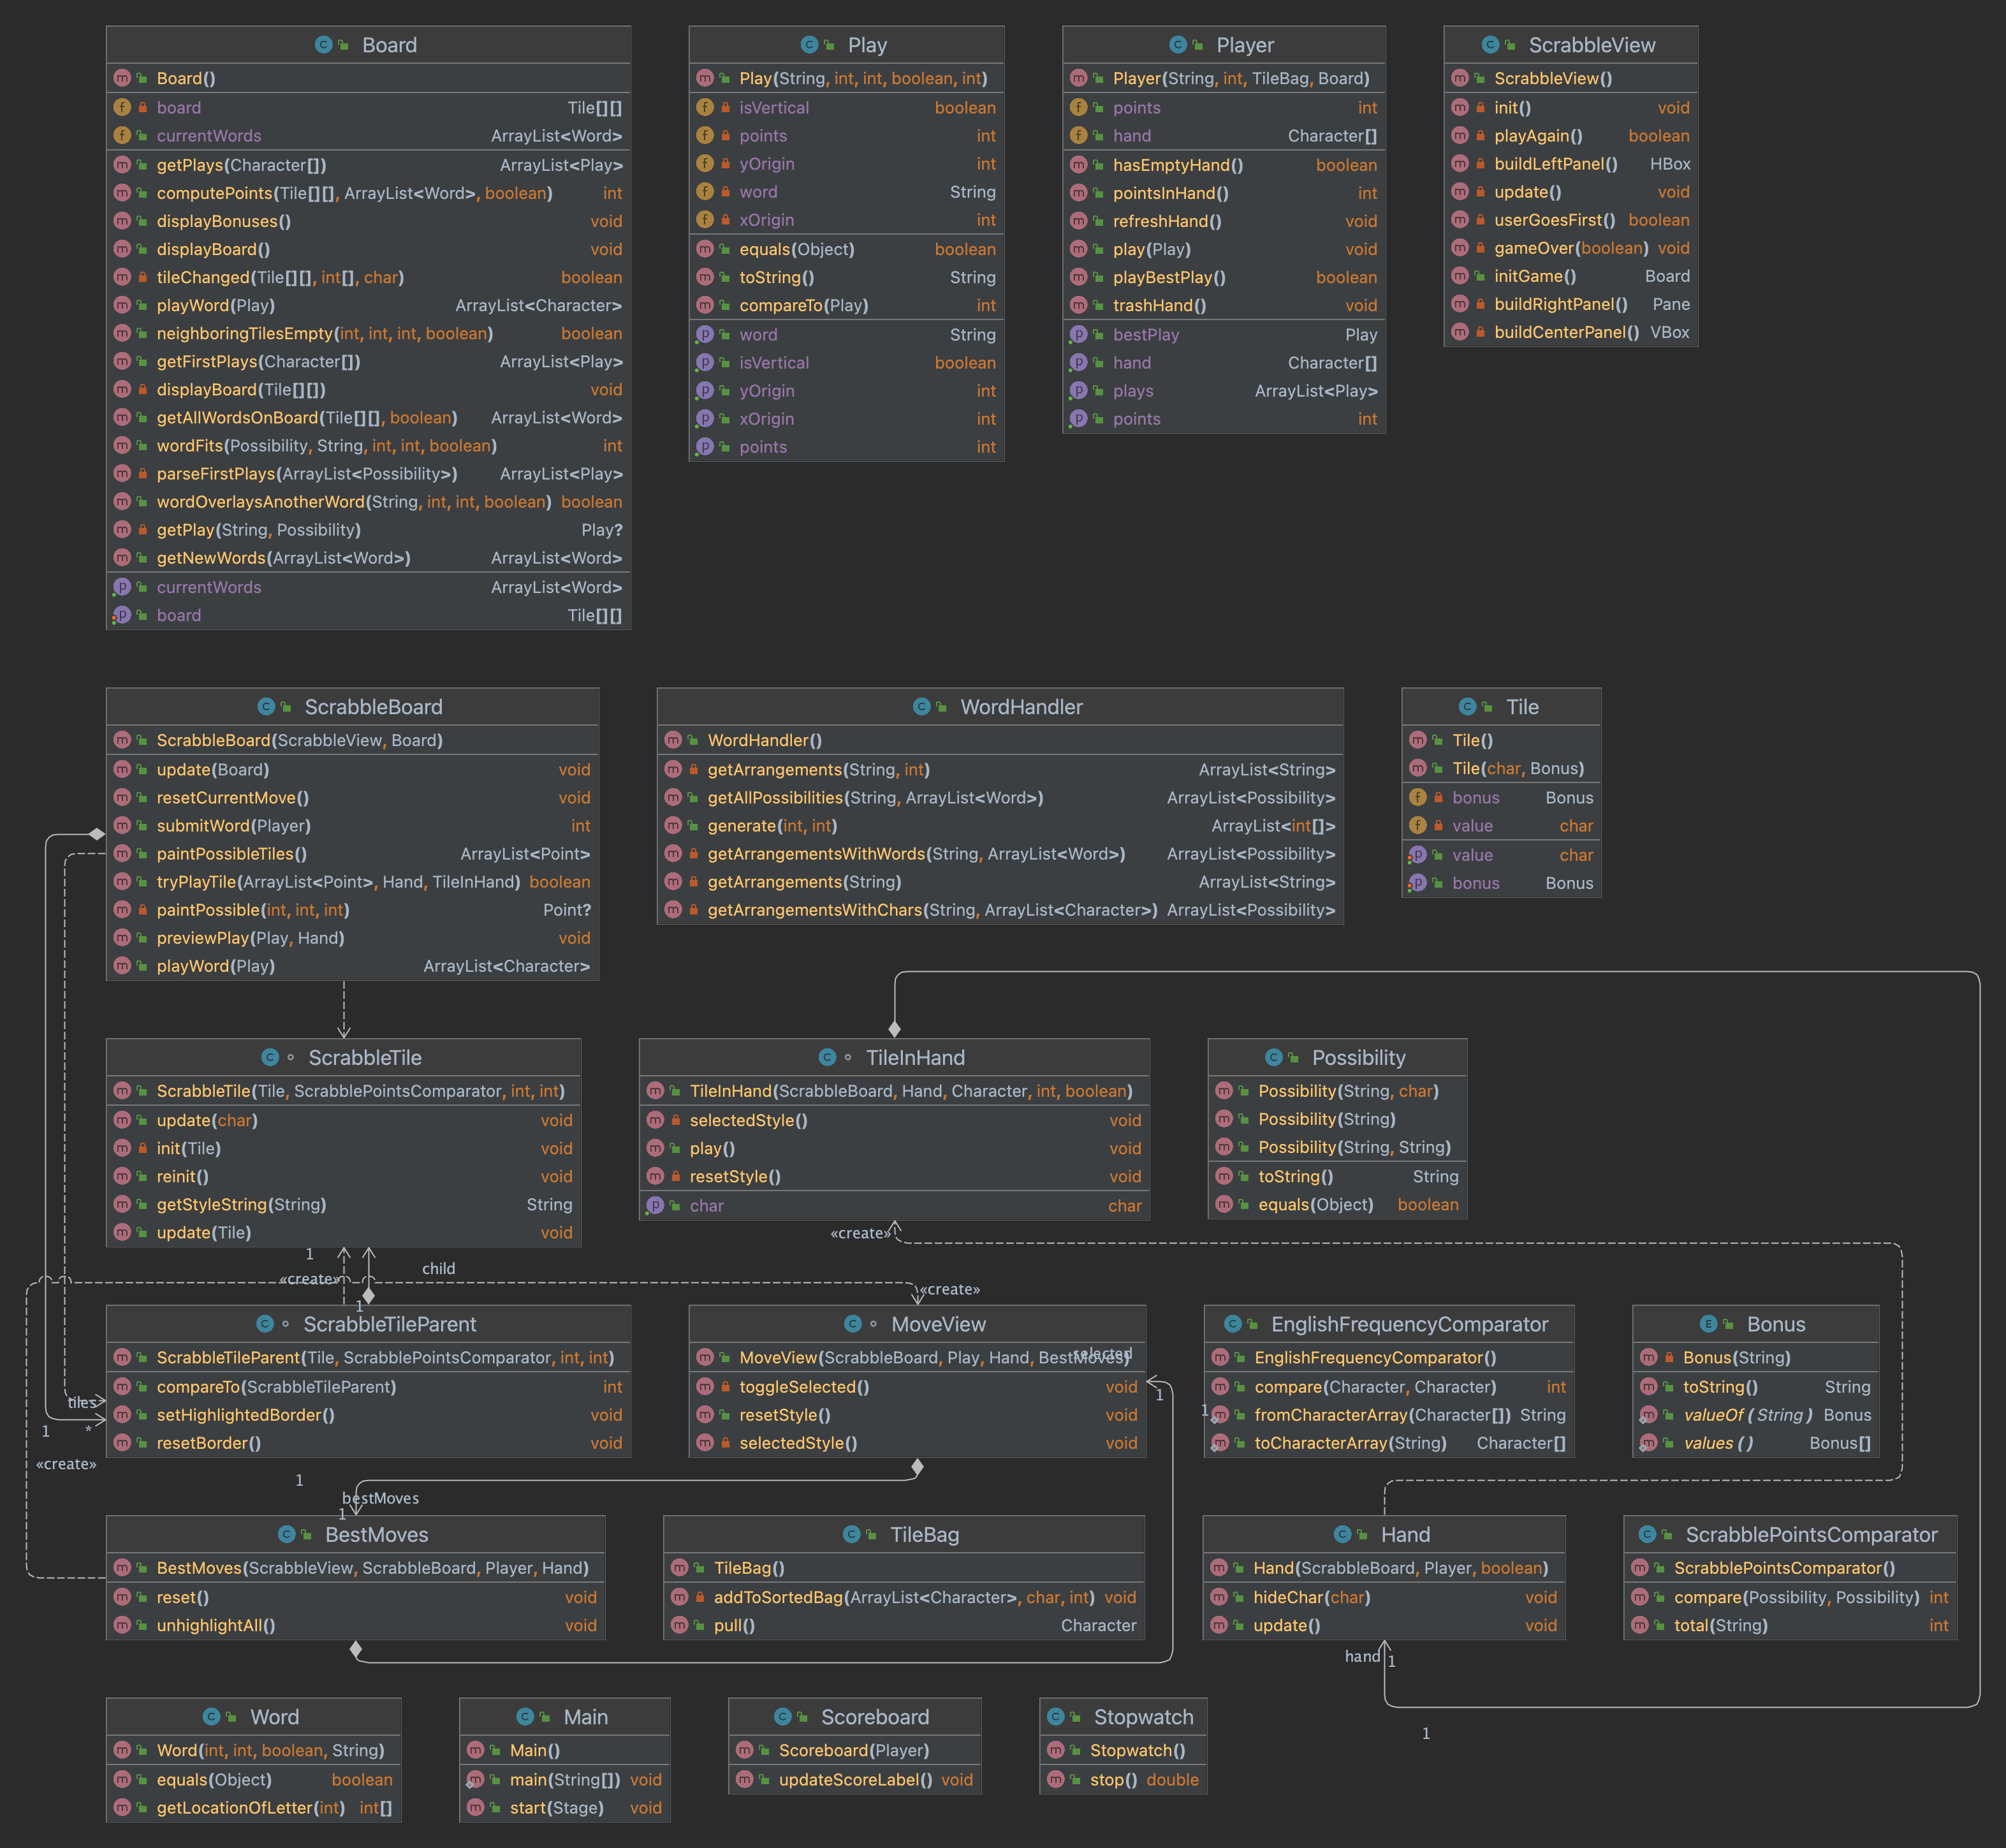 Board
Board()
board Tile[][]
currentWords ArrayList<Word>
getPlays(Character[]) ArrayList<Play>
computePoints(Tile[][], ArrayList<Word>, boolean) int
displayBonuses() void
displayBoard() void
tileChanged(Tile[][], int[], char) boolean
playWord(Play) ArrayList<Character>
neighboringTilesEmpty(int, int, int, boolean) boolean
getFirstPlays(Character[]) ArrayList<Play>
displayBoard(Tile[][]) void
getAllWordsOnBoard(Tile[][], boolean) ArrayList<Word>
wordFits(Possibility, String, int, int, boolean) int
parseFirstPlays(ArrayList<Possibility>) ArrayList<Play>
wordOverlaysAnotherWord(String, int, int, boolean) boolean
getPlay(String, Possibility) Play?
getNewWords(ArrayList<Word>) ArrayList<Word>
currentWords ArrayList<Word>
board Tile[][]
Play
Play(String, int, int, boolean, int)
isVertical boolean
points int
yOrigin int
word String
xOrigin int
equals(Object) boolean
toString() String
compareTo(Play) int
word String
isVertical boolean
yOrigin int
xOrigin int
points int
Player
Player(String, int, TileBag, Board)
points int
hand Character[]
hasEmptyHand() boolean
pointsInHand() int
refreshHand() void
play(Play) void
playBestPlay() boolean
trashHand() void
bestPlay Play
hand Character[]
plays ArrayList<Play>
points int
ScrabbleView
ScrabbleView()
init() void
playAgain() boolean
buildLeftPanel() HBox
update() void
userGoesFirst() boolean
gameOver(boolean) void
initGame() Board
buildRightPanel() Pane
buildCenterPanel() VBox
ScrabbleBoard
ScrabbleBoard(ScrabbleView, Board)
update(Board) void
resetCurrentMove() void
submitWord(Player) int
paintPossibleTiles() ArrayList<Point>
tryPlayTile(ArrayList<Point>, Hand, TileInHand) boolean
paintPossible(int, int, int) Point?
previewPlay(Play, Hand) void
playWord(Play) ArrayList<Character>
WordHandler
WordHandler()
getArrangements(String, int) ArrayList<String>
getAllPossibilities(String, ArrayList<Word>) ArrayList<Possibility>
generate(int, int) ArrayList<int[]>
getArrangementsWithWords(String, ArrayList<Word>) ArrayList<Possibility>
getArrangements(String) ArrayList<String>
getArrangementsWithChars(String, ArrayList<Character>) ArrayList<Possibility>
Tile
Tile()
Tile(char, Bonus)
bonus Bonus
value char
value char
bonus Bonus
ScrabbleTile
ScrabbleTile(Tile, ScrabblePointsComparator, int, int)
update(char) void
init(Tile) void
reinit() void
getStyleString(String) String
update(Tile) void
TileInHand
TileInHand(ScrabbleBoard, Hand, Character, int, boolean)
selectedStyle() void
play() void
resetStyle() void
char char
Possibility
Possibility(String, char)
Possibility(String)
Possibility(String, String)
toString() String
equals(Object) boolean
«create»
1
«create»
child
1
«create»
ScrabbleTileParent
ScrabbleTileParent(Tile, ScrabblePointsComparator, int, int)
compareTo(ScrabbleTileParent) int
setHighlightedBorder() void
resetBorder() void
tiles
1
*
«create»
MoveView
MoveView(ScrabbleBoard, Play, Hand, BestMoves)
selected
toggleSelected() void
resetStyle() void
selectedStyle() void
1
EnglishFrequencyComparator
EnglishFrequencyComparator()
compare(Character, Character) int
fromCharacterArray(Character[]) String
toCharacterArray(String) Character[]
1
Bonus
Bonus(String)
toString() String
valueOf(String) Bonus
values() Bonus[]
1
bestMoves
1
BestMoves
BestMoves(ScrabbleView, ScrabbleBoard, Player, Hand)
reset() void
unhighlightAll() void
TileBag
TileBag()
addToSortedBag(ArrayList<Character>, char, int) void
pull() Character
Hand
Hand(ScrabbleBoard, Player, boolean)
hideChar(char) void
update() void
hand
1
1
ScrabblePointsComparator
ScrabblePointsComparator()
compare(Possibility, Possibility) int
total(String) int
Word
Word(int, int, boolean, String)
equals(Object) boolean
getLocationOfLetter(int) int[]
Main
Main()
main(String[]) void
start(Stage) void
Scoreboard
Scoreboard(Player)
updateScoreLabel() void
Stopwatch
Stopwatch()
stop() double